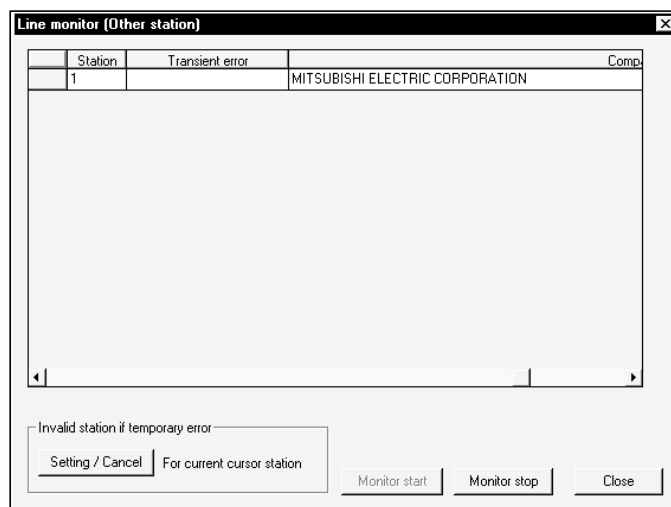 Line monitor (Other station)
Station Transient error Comp
1 MITSUBISHI ELECTRIC CORPORATION
Invalid station if temporary error
Setting / Cancel For current cursor station
Monitor start Monitor stop Close